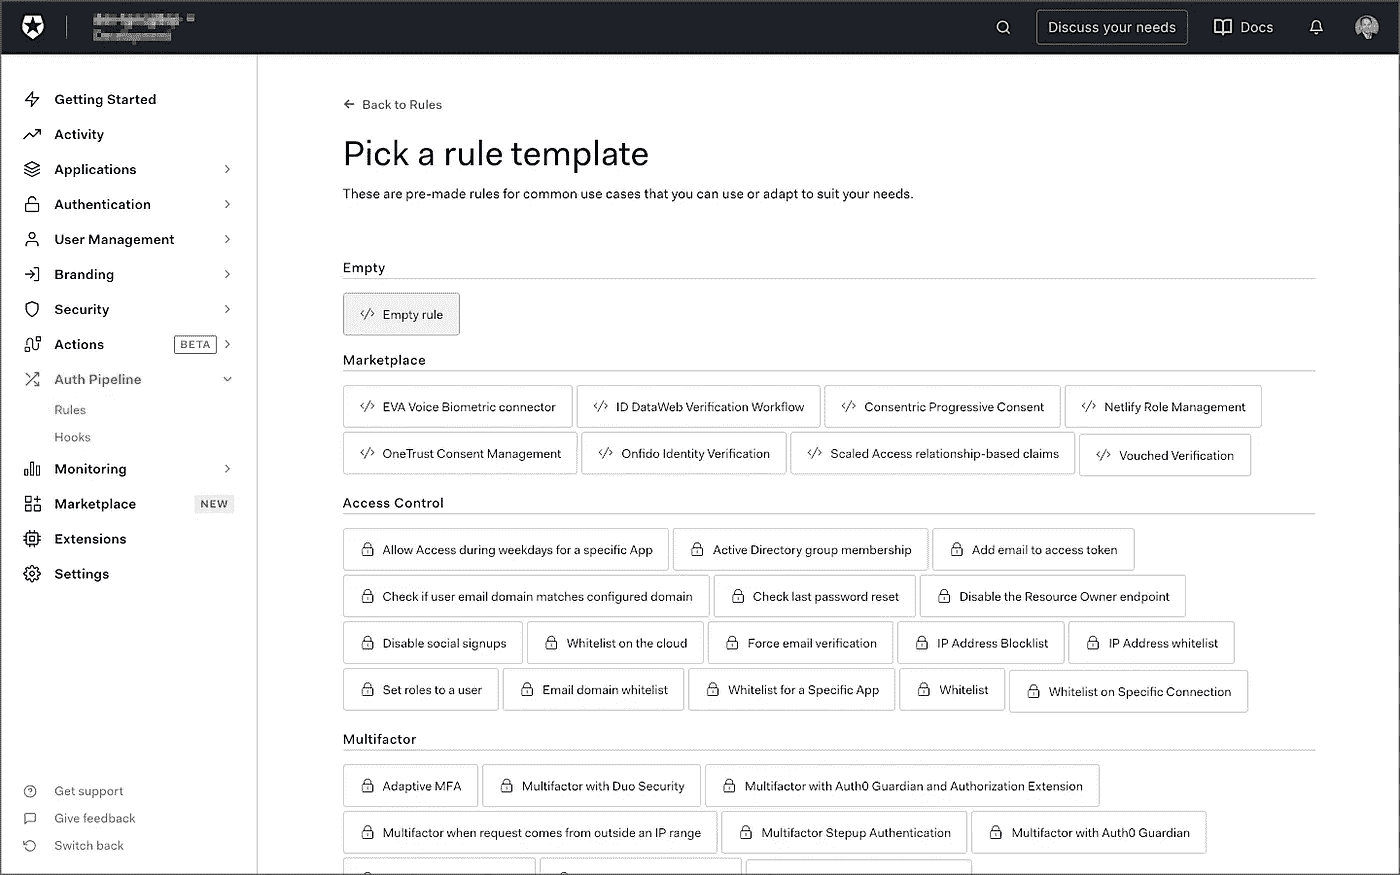 Discuss your needs
Docs
Getting Started
Activity
Applications
Authentication
User Management
Branding
Security
Actions BETA
Auth Pipeline
Rules
Hooks
Monitoring
Marketplace NEW
Extensions
Settings
Get support
Give feedback
Switch back
Back to Rules
Pick a rule template
These are pre-made rules for common use cases that you can use or adapt to suit your needs.
Empty
</> Empty rule
Marketplace
</> EVA Voice Biometric connector </> ID DataWeb Verification Workflow </> Consentric Progressive Consent </> Netlify Role Management
</> OneTrust Consent Management </> Onfido Identity Verification </> Scaled Access relationship-based claims </> Vouched Verification
Access Control
Allow Access during weekdays for a specific App Active Directory group membership Add email to access token
Check if user email domain matches configured domain Check last password reset Disable the Resource Owner endpoint
Disable social signups Whitelist on the cloud Force email verification IP Address Blocklist IP Address whitelist
Set roles to a user Email domain whitelist Whitelist for a Specific App Whitelist Whitelist on Specific Connection
Multifactor
Adaptive MFA Multifactor with Duo Security Multifactor with Auth0 Guardian and Authorization Extension
Multifactor when request comes from outside an IP range Multifactor Stepup Authentication Multifactor with Auth0 Guardian